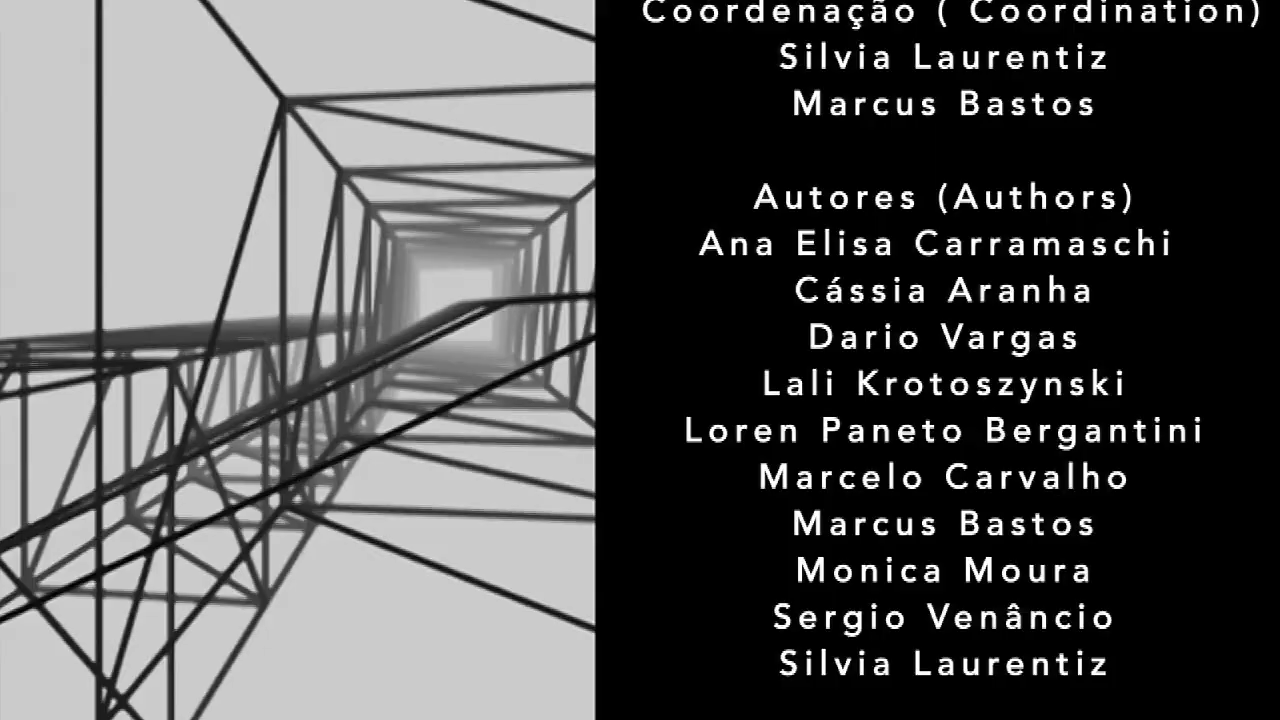 Coordenação ( Coordination)
Silvia Laurentiz
Marcus Bastos
Autores (Authors)
Ana Elisa Carramaschi
Cássia Aranha
Dario Vargas
Lali Krotoszynski
Loren Paneto Bergantini
Marcelo Carvalho
Marcus Bastos
Monica Moura
Sergio Venâncio
Silvia Laurentiz